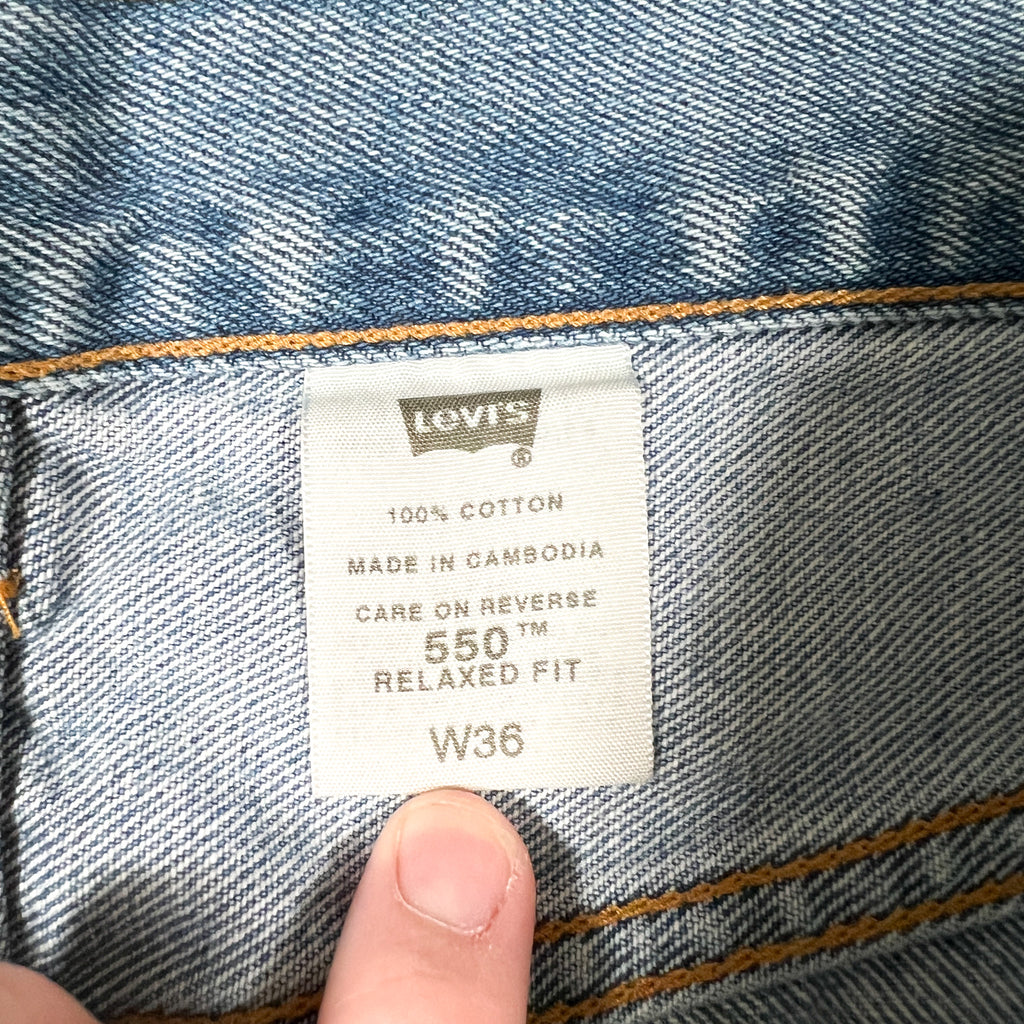 LEVI'S
®
100% COTTON
MADE IN CAMBODIA
CARE ON REVERSE
550™
RELAXED FIT
W36